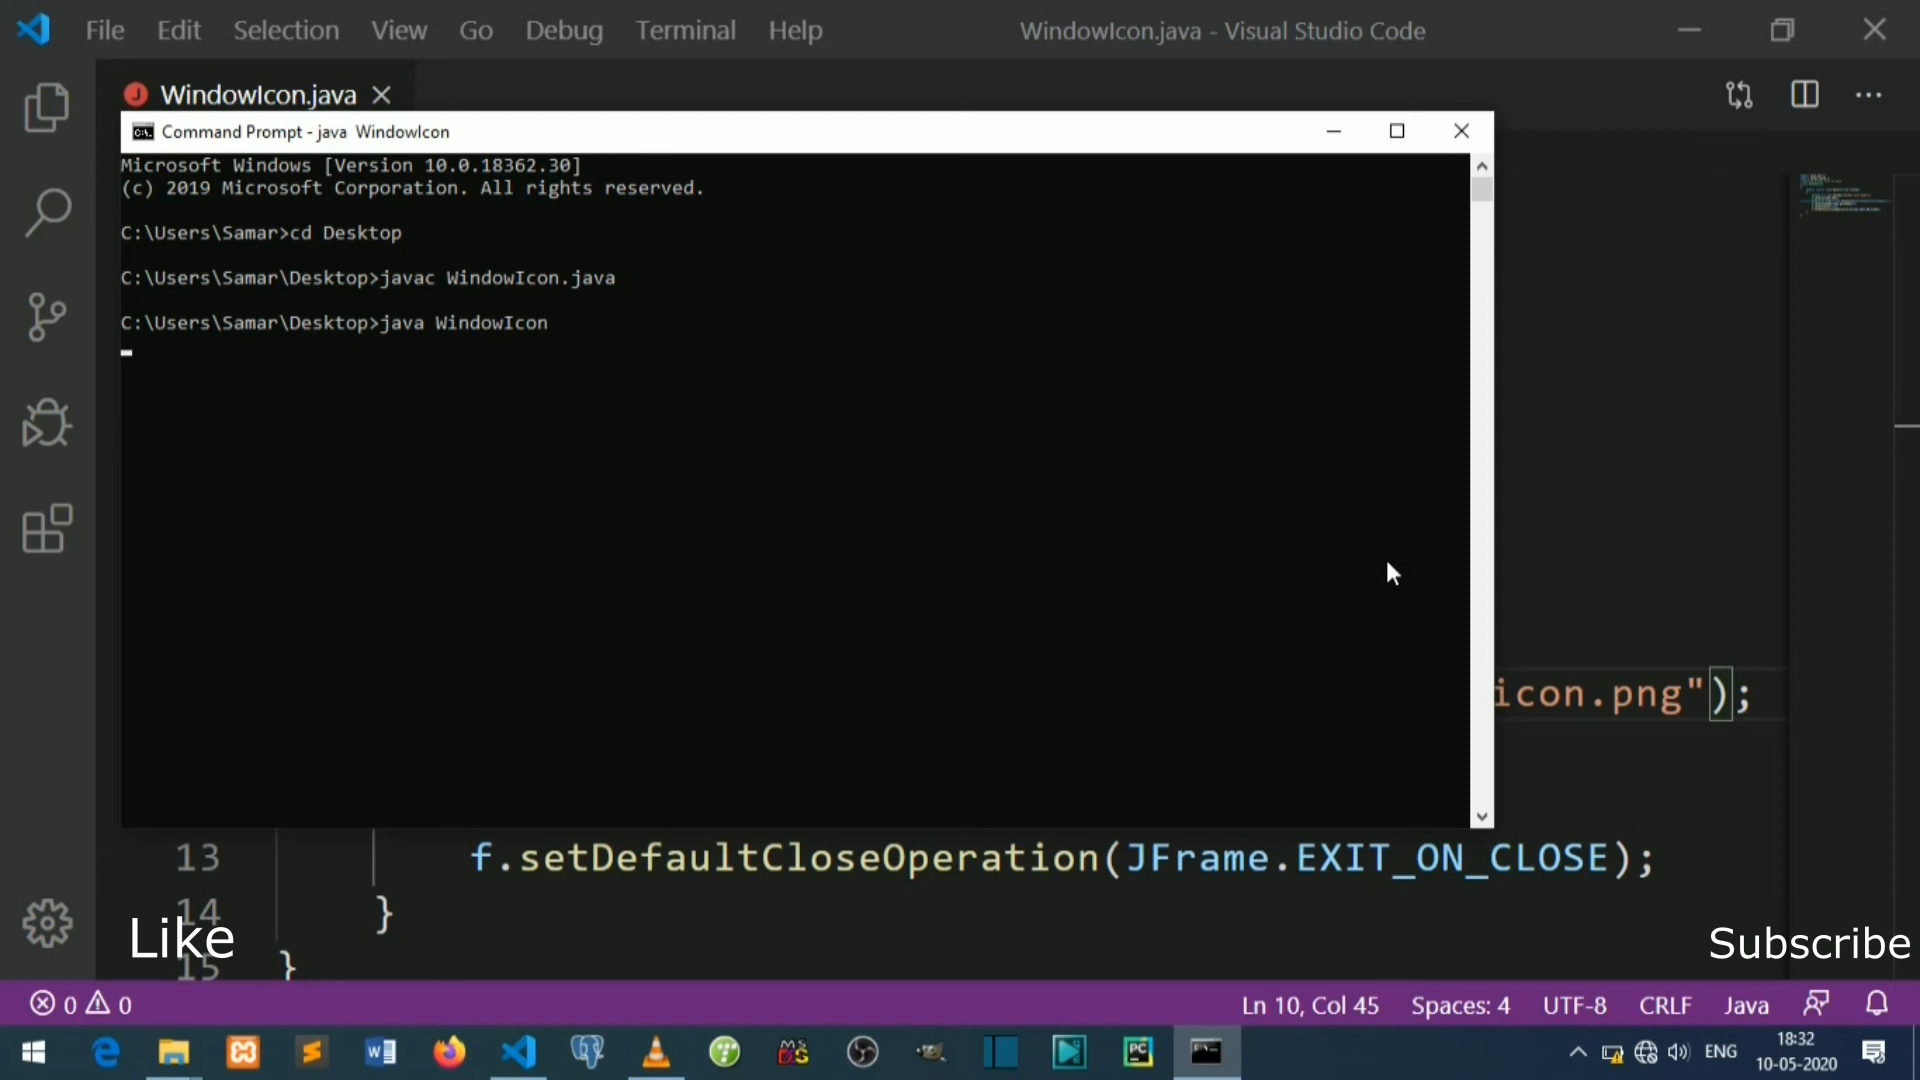 File Edit Selection View Go Debug Terminal Help WindowIcon.java - Visual Studio Code
WindowIcon.java
Command Prompt - java  WindowIcon
Microsoft Windows [Version 10.0.18362.30]
(c) 2019 Microsoft Corporation. All rights reserved.
C:\Users\Samar>cd Desktop
C:\Users\Samar\Desktop>javac WindowIcon.java
C:\Users\Samar\Desktop>java WindowIcon
icon.png");
13 f.setDefaultCloseOperation(JFrame.EXIT_ON_CLOSE);
14 }
Like
Subscribe
15 }
0 0 Ln 10, Col 45 Spaces: 4 UTF-8 CRLF Java
ENG 18:32
10-05-2020